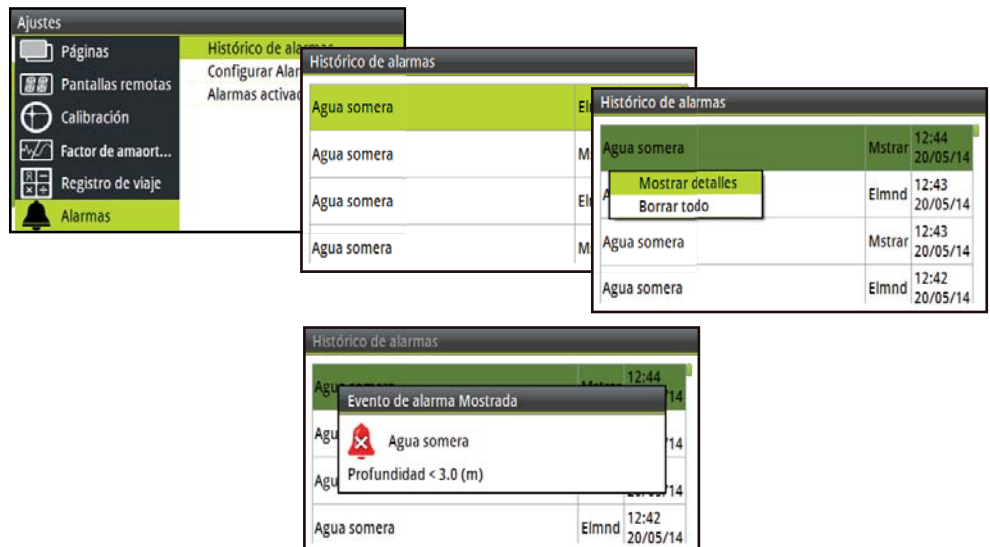 Ajustes
Páginas
Pantallas remotas
Calibración
Factor de amaort...
Registro de viaje
Alarmas
Histórico de
Configurar
Alarmas
Histórico de alarmas
Agua somera
Agua somera
Agua somera
Agua somera
Histórico de alarmas
Agua somera Mstrar 12:44
20/05/14
Mostrar detalles
Borrar todo
Elmnd 12:43
20/05/14
Agua somera Mstrar 12:43
20/05/14
Agua somera Elmnd 12:42
20/05/14
Histórico de alarmas
12:44
Evento de alarma Mostrada
Agua somera
Profundidad < 3.0 (m)
Agua somera Elmnd 12:42
20/05/14